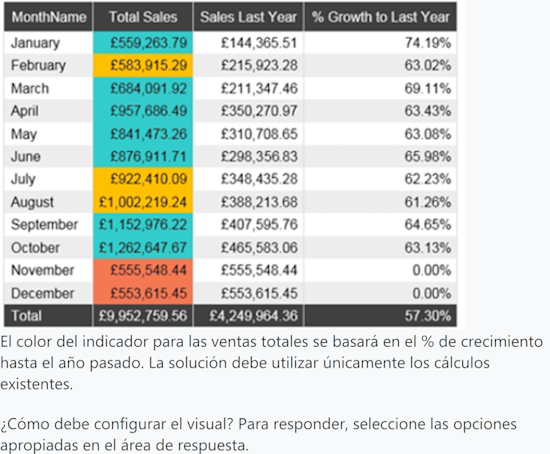 MonthName Total Sales Sales Last Year % Growth to Last Year
January £559,263.79 £144,365.51 74.19%
February £583,915.29 £215,923.28 63.02%
March £684,091.92 £211,347.46 69.11%
April £957,686.49 £350,270.97 63.43%
May £841,473.26 £310,708.65 63.08%
June £876,911.71 £298,356.83 65.98%
July £922,410.09 £348,435.28 62.23%
August £1,002,219.24 £388,213.68 61.26%
September £1,152,976.22 £407,595.76 64.65%
October £1,262,647.67 £465,583.06 63.13%
November £555,548.44 £555,548.44 0.00%
December £553,615.45 £553,615.45 0.00%
Total £9,952,759.56 £4,249,964.36 57.30%
El color del indicador para las ventas totales se basará en el % de crecimiento
hasta el año pasado. La solución debe utilizar únicamente los cálculos
existentes.
¿Cómo debe configurar el visual? Para responder, seleccione las opciones
apropiadas en el área de respuesta.